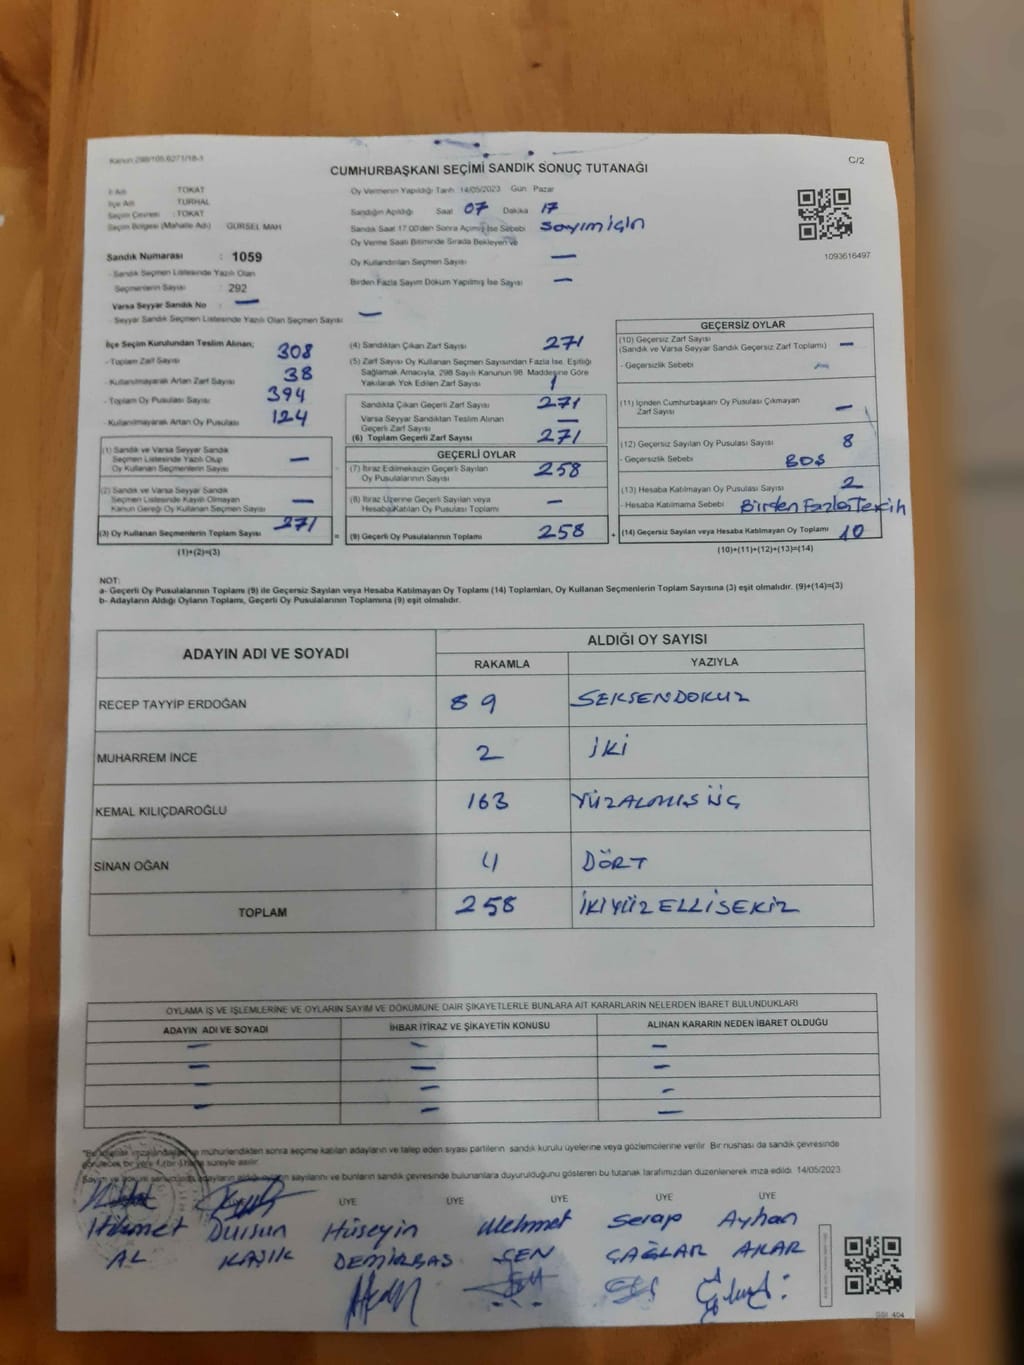 Kanun:298/105,6271/18-1
C/2
CUMHURBAŞKANI SEÇİMİ SANDIK SONUÇ TUTANAĞI
İl Adı : TOKAT
İlçe Adı : TURHAL
Seçim Çevresi : TOKAT
Seçim Bölgesi (Mahalle Adı) : GÜRSEL MAH
Sandık Numarası : 1059
- Sandık Seçmen Listesinde Yazılı Olan
Seçmenlerin Sayısı : 292
Varsa Seyyar Sandık No : —
- Seyyar Sandık Seçmen Listesinde Yazılı Olan Seçmen Sayısı : —
Oy Vermenin Yapıldığı Tarih 14/05/2023 Gün Pazar
Sandığın Açıldığı Saat 07 Dakika 17
Sandık Saat 17.00'den Sonra Açılmış İse Sebebi Sayım için
Oy Verme Saati Bitiminde Sırada Bekleyen ve
Oy Kullandırılan Seçmen Sayısı —
Birden Fazla Sayım Döküm Yapılmış İse Sayısı —
1093616497
İlçe Seçim Kurulundan Teslim Alınan;
- Toplam Zarf Sayısı 308
- Kullanılmayarak Artan Zarf Sayısı 38
- Toplam Oy Pusulası Sayısı 394
- Kullanılmayarak Artan Oy Pusulası 124
(1) Sandık ve Varsa Seyyar Sandık
Seçmen Listesinde Yazılı Olup
Oy Kullanan Seçmenlerin Sayısı —
(2) Sandık ve Varsa Seyyar Sandık
Seçmen Listesinde Kayıtlı Olmayan
Kanun Gereği Oy Kullanan Seçmen Sayısı —
(3) Oy Kullanan Seçmenlerin Toplam Sayısı 271
(1)+(2)=(3)
(4) Sandıktan Çıkan Zarf Sayısı 271
(5) Zarf Sayısı Oy Kullanan Seçmen Sayısından Fazla İse, Eşitliği
Sağlamak Amacıyla, 298 Sayılı Kanunun 98. Maddesine Göre
Yakılarak Yok Edilen Zarf Sayısı 1
Sandıkta Çıkan Geçerli Zarf Sayısı 271
Varsa Seyyar Sandıktan Teslim Alınan
Geçerli Zarf Sayısı —
(6) Toplam Geçerli Zarf Sayısı 271
GEÇERLİ OYLAR
(7) İtiraz Edilmeksizin Geçerli Sayılan
Oy Pusulalarının Sayısı 258
(8) İtiraz Üzerine Geçerli Sayılan veya
Hesaba Katılan Oy Pusulası Toplamı —
= (9) Geçerli Oy Pusulalarının Toplamı 258
GEÇERSİZ OYLAR
(10) Geçersiz Zarf Sayısı
(Sandık ve Varsa Seyyar Sandık Geçersiz Zarf Toplamı) —
- Geçersizlik Sebebi —
(11) İçinden Cumhurbaşkanı Oy Pusulası Çıkmayan
Zarf Sayısı —
(12) Geçersiz Sayılan Oy Pusulası Sayısı 8
- Geçersizlik Sebebi BOŞ
(13) Hesaba Katılmayan Oy Pusulası Sayısı 2
- Hesaba Katılmama Sebebi Birden Fazla Tercih
+ (14) Geçersiz Sayılan veya Hesaba Katılmayan Oy Toplamı 10
(10)+(11)+(12)+(13)=(14)
NOT:
a- Geçerli Oy Pusulalarının Toplamı (9) ile Geçersiz Sayılan veya Hesaba Katılmayan Oy Toplamı (14) Toplamları, Oy Kullanan Seçmenlerin Toplam Sayısına (3) eşit olmalıdır. (9)+(14)=(3)
b- Adayların Aldığı Oyların Toplamı, Geçerli Oy Pusulalarının Toplamına (9) eşit olmalıdır.
ADAYIN ADI VE SOYADI
ALDIĞI OY SAYISI
RAKAMLA YAZIYLA
RECEP TAYYİP ERDOĞAN 89 SEKSENDOKUZ
MUHARREM İNCE 2 İKİ
KEMAL KILIÇDAROĞLU 163 YÜZALMIŞ ÜÇ
SİNAN OĞAN 4 DÖRT
TOPLAM 258 İKİYÜZELLİSEKİZ
OYLAMA İŞ VE İŞLEMLERİNE VE OYLARIN SAYIM VE DÖKÜMÜNE DAİR ŞİKAYETLERLE BUNLARA AİT KARARLARIN NELERDEN İBARET BULUNDUKLARI
ADAYIN ADI VE SOYADI İHBAR İTİRAZ VE ŞİKAYETİN KONUSU ALINAN KARARIN NEDEN İBARET OLDUĞU
— — —
— — —
— — —
— — —
mühürlendikten sonra seçime katılan adayların ve talep eden siyasi partilerin sandık kurulu üyelerine veya gözlemcilerine verilir. Bir nushası da sandık çevresinde
süreyle asılır.
sayılarını ve bunların sandık çevresinde bulunanlara duyurulduğunu gösteren bu tutanak tarafımızdan düzenlenerek imza edildi. 14/05/2023
ÜYE ÜYE ÜYE ÜYE ÜYE
Hikmet Dursun Hüseyin Mehmet Serap Ayhan
AL KAŞIK DEMİRBAŞ ŞEN ÇAĞLAR AKAR
GSI: 404